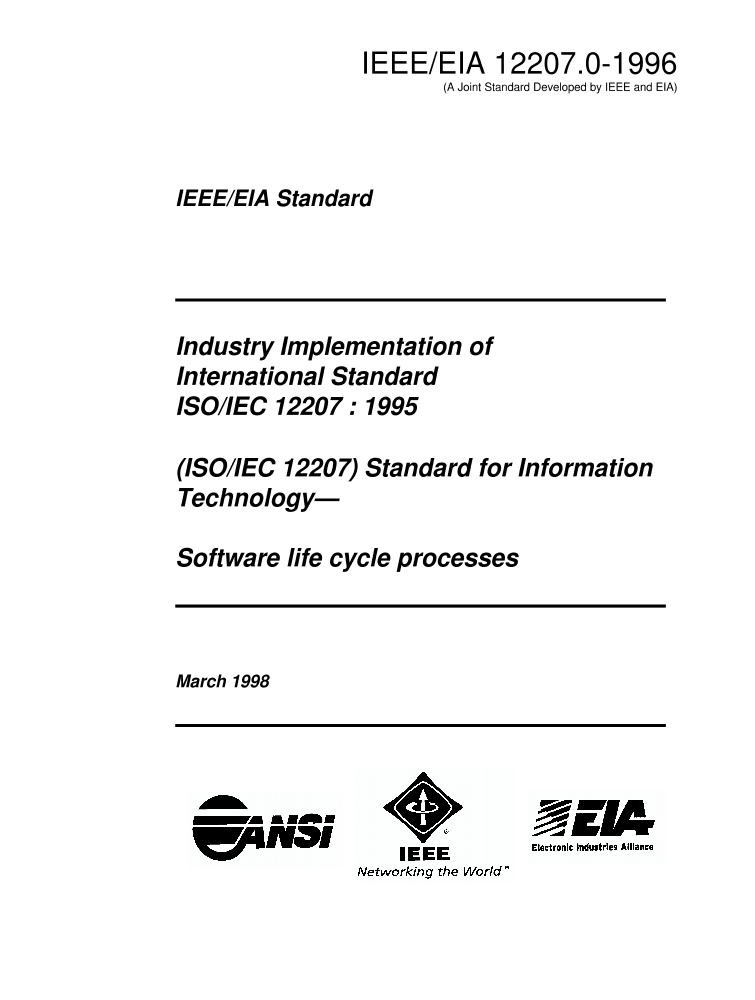 IEEE/EIA 12207.0-1996
(A Joint Standard Developed by IEEE and EIA)
IEEE/EIA Standard
Industry Implementation of
International Standard
ISO/IEC 12207 : 1995
(ISO/IEC 12207) Standard for Information
Technology—
Software life cycle processes
March 1998
ANSI
IEEE
Networking the World™
EIA
Electronic Industries Alliance